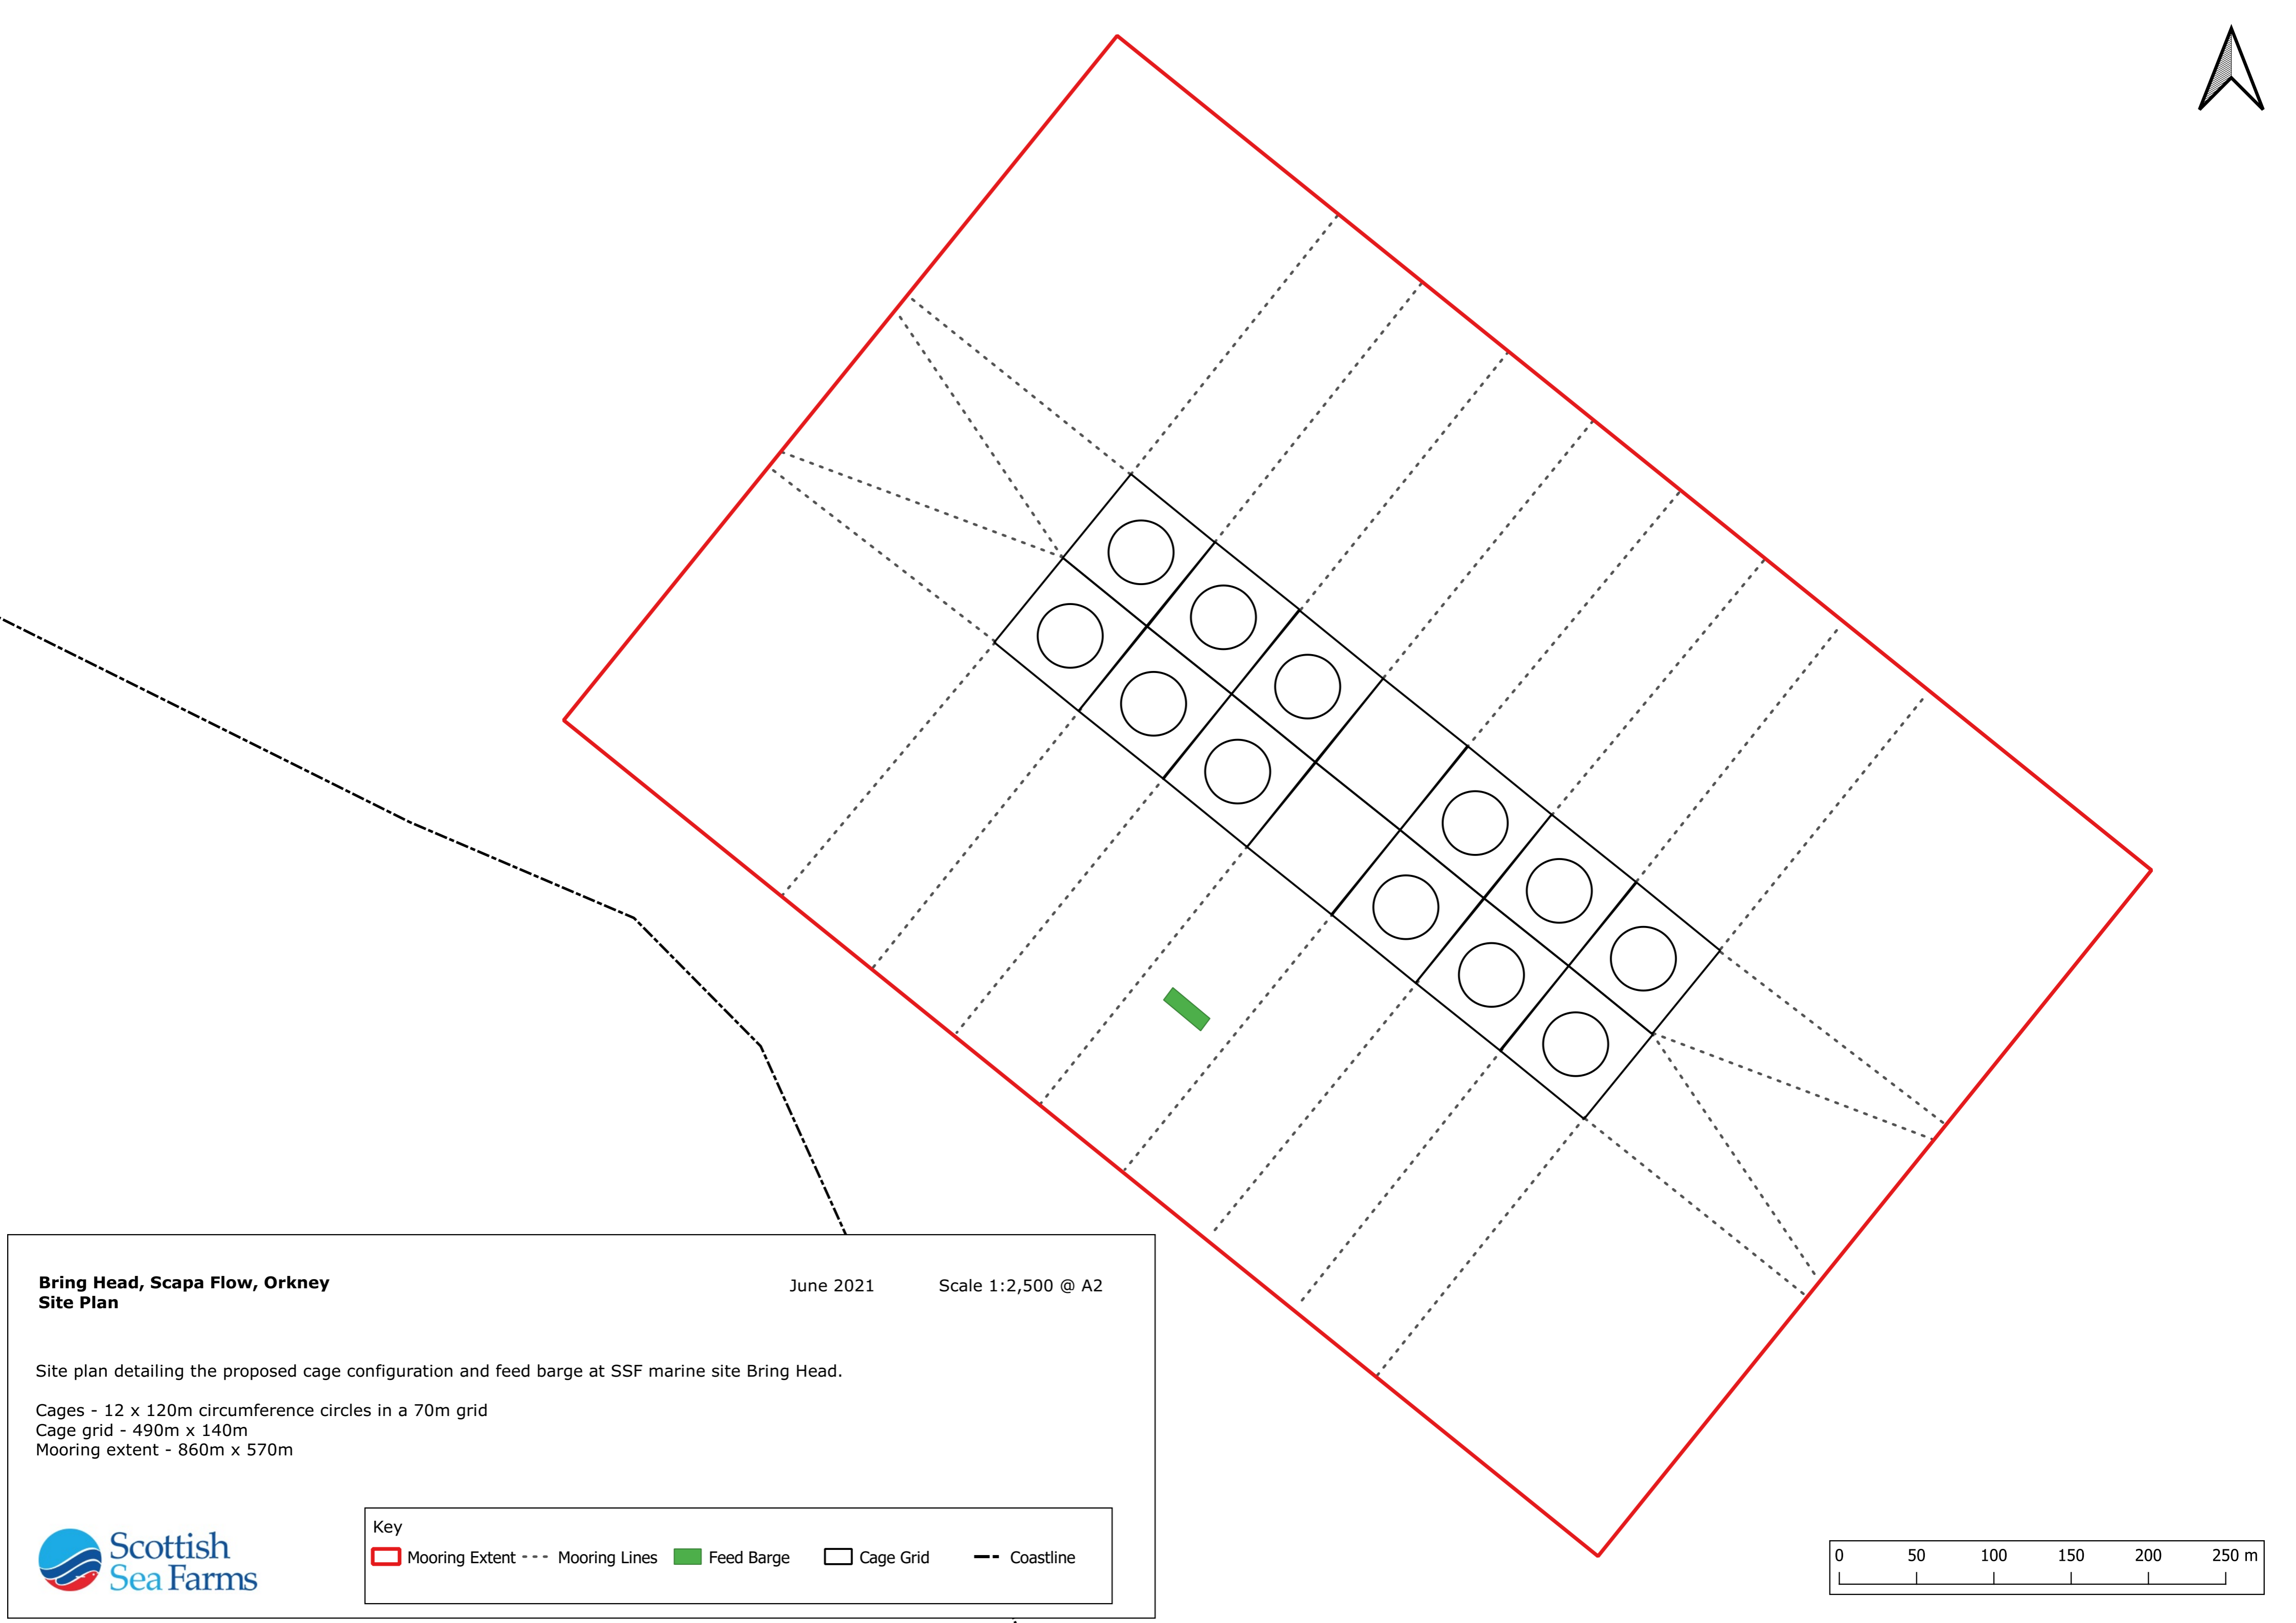 Bring Head, Scapa Flow, Orkney
Site Plan
June 2021
Scale 1:2,500 @ A2
Site plan detailing the proposed cage configuration and feed barge at SSF marine site Bring Head.
Cages - 12 x 120m circumference circles in a 70m grid
Cage grid - 490m x 140m
Mooring extent - 860m x 570m
Scottish
Sea Farms
Key
Mooring Extent Mooring Lines Feed Barge Cage Grid Coastline
0 50 100 150 200 250 m